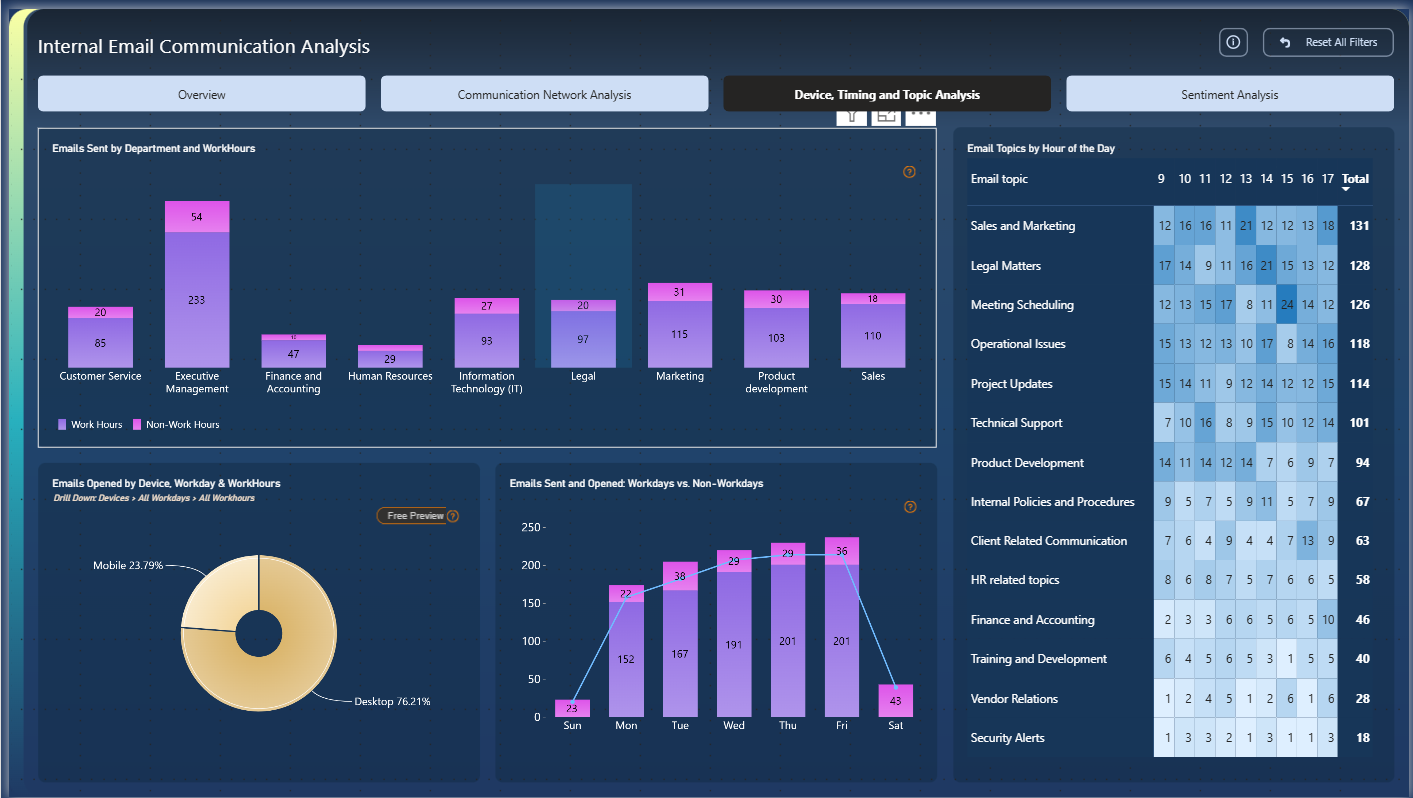 Internal Email Communication Analysis
Reset All Filters
Overview
Communication Network Analysis
Device, Timing and Topic Analysis
Sentiment Analysis
Emails Sent by Department and WorkHours
?
54
233
20
85
47
29
27
93
20
97
31
115
30
103
18
110
Customer Service
Executive
Management
Finance and
Accounting
Human Resources
Information
Technology (IT)
Legal
Marketing
Product
development
Sales
Work Hours Non-Work Hours
Emails Opened by Device, Workday & WorkHours
Drill Down: Devices > All Workdays > All Workhours
Free Preview ?
Mobile 23.79%
Desktop 76.21%
Emails Sent and Opened: Workdays vs. Non-Workdays
?
250
200
150
100
50
0
23
22
152
38
167
29
191
29
201
36
201
43
Sun Mon Tue Wed Thu Fri Sat
Email Topics by Hour of the Day
Email topic 9 10 11 12 13 14 15 16 17 Total
Sales and Marketing 12 16 16 11 21 12 12 13 18 131
Legal Matters 17 14 9 11 16 21 15 13 12 128
Meeting Scheduling 12 13 15 17 8 11 24 14 12 126
Operational Issues 15 13 12 13 10 17 8 14 16 118
Project Updates 15 14 11 9 12 14 12 12 15 114
Technical Support 7 10 16 8 9 15 10 12 14 101
Product Development 14 11 14 12 14 7 6 9 7 94
Internal Policies and Procedures 9 5 7 5 9 11 5 7 9 67
Client Related Communication 7 6 4 9 4 4 7 13 9 63
HR related topics 8 6 8 7 5 7 6 6 5 58
Finance and Accounting 2 3 3 6 6 5 6 5 10 46
Training and Development 6 4 5 6 5 3 1 5 5 40
Vendor Relations 1 2 4 5 1 2 6 1 6 28
Security Alerts 1 3 3 2 1 3 1 1 3 18